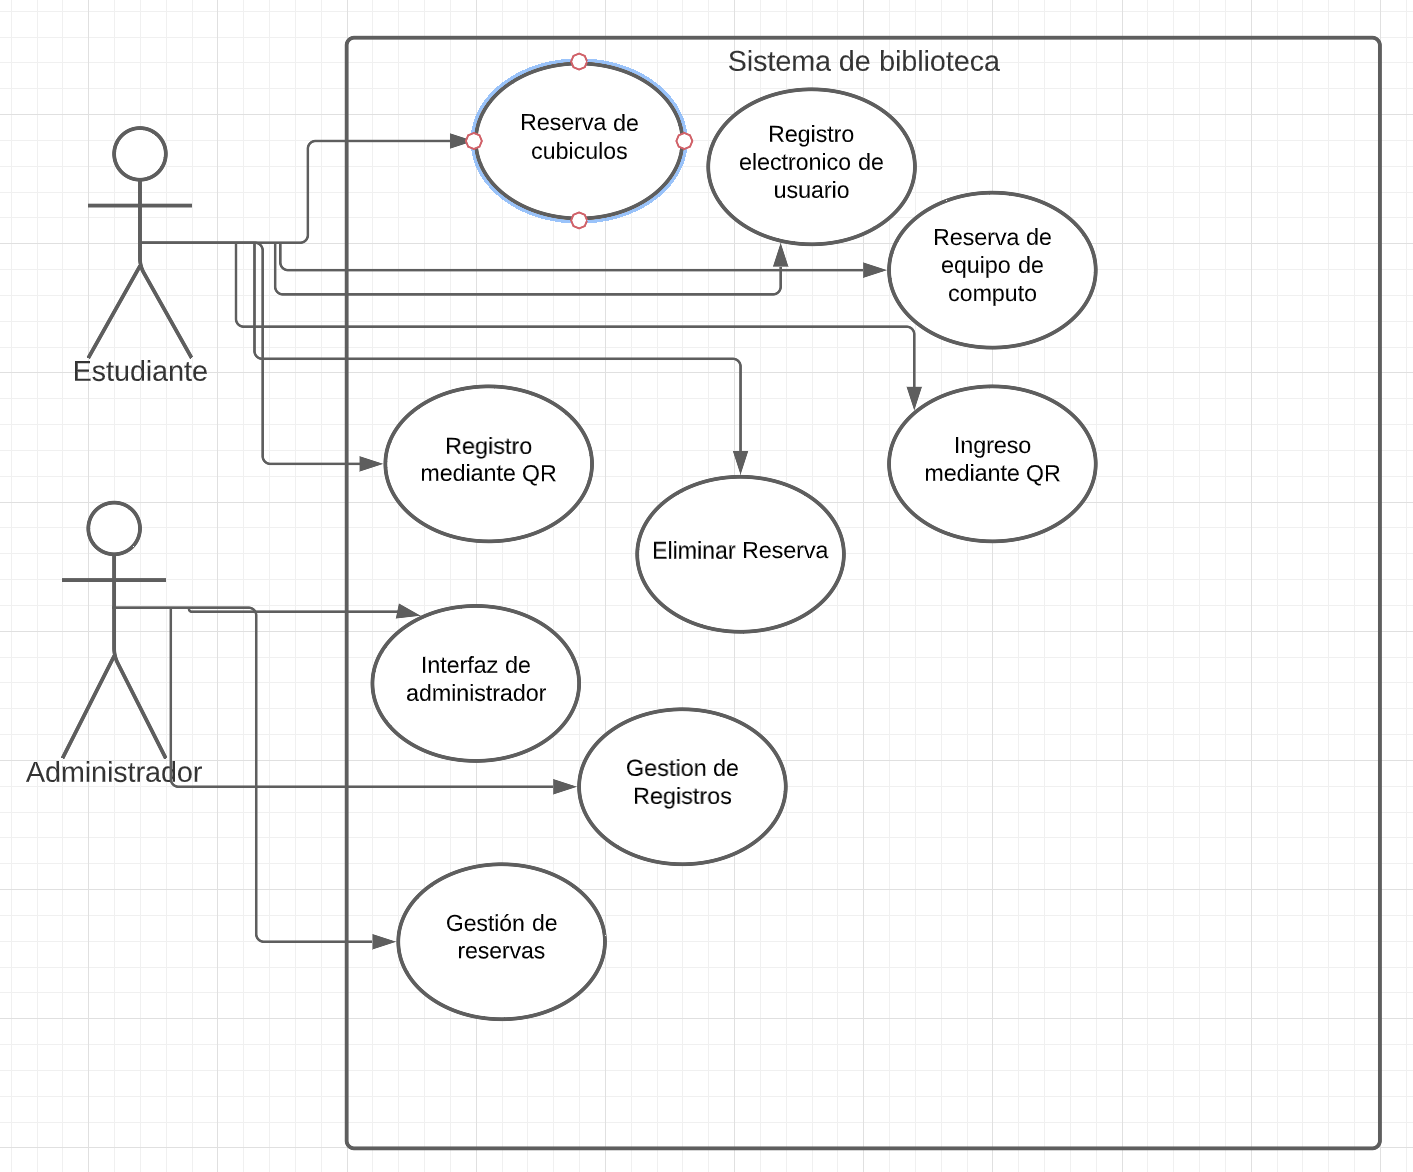 Sistema de biblioteca
Reserva de
cubiculos
Registro
electronico de
usuario
Reserva de
equipo de
computo
Estudiante
Registro
mediante QR
Ingreso
mediante QR
Eliminar Reserva
Interfaz de
administrador
Administrador
Gestion de
Registros
Gestión de
reservas